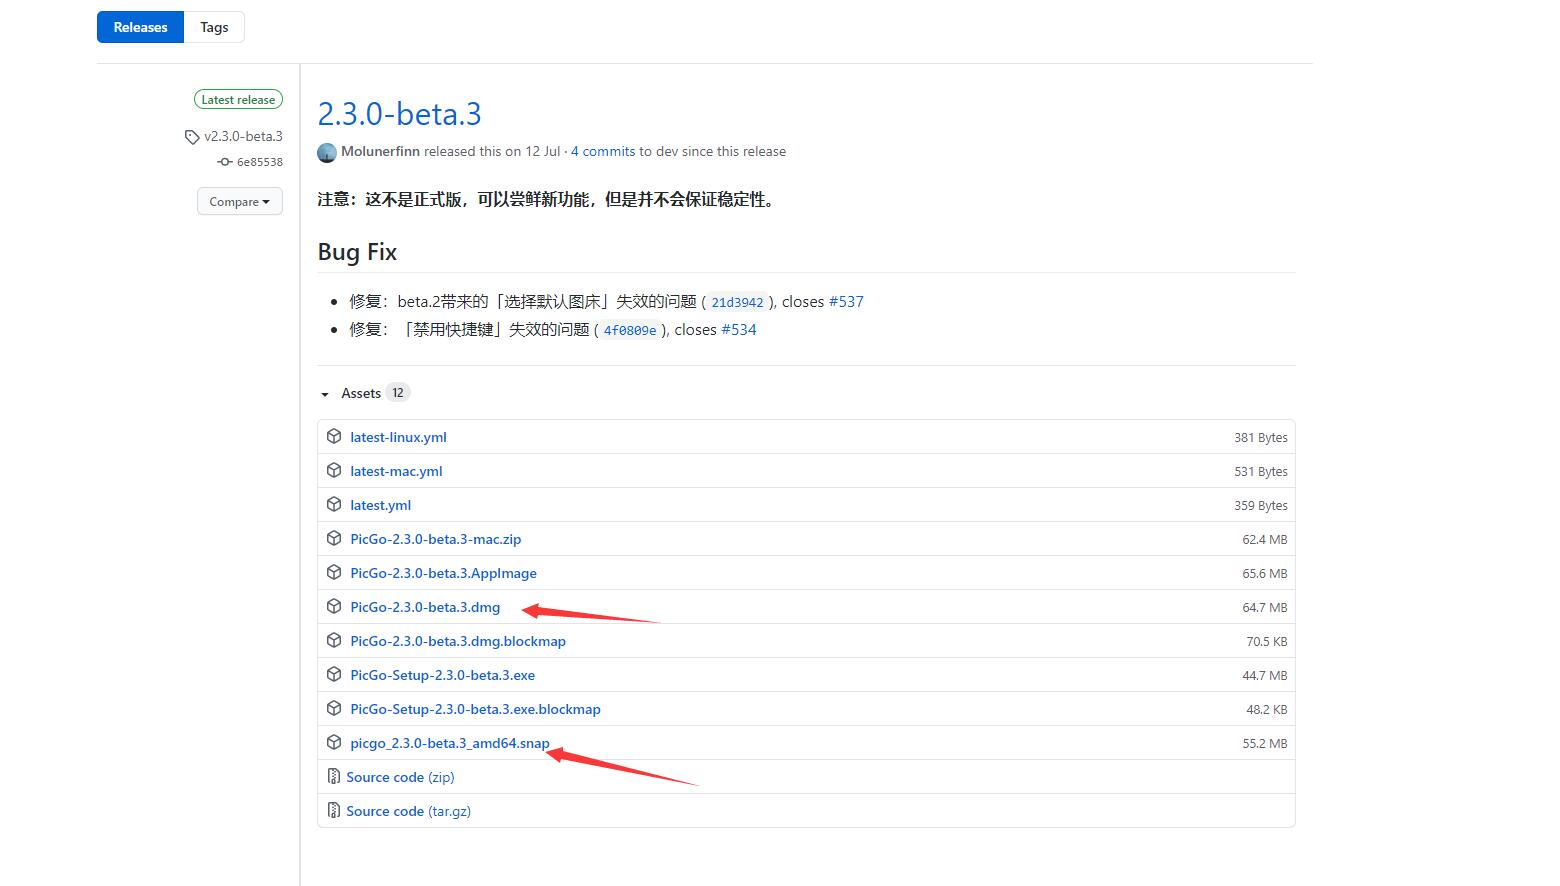 Releases Tags
Latest release
v2.3.0-beta.3
6e85538
Compare
2.3.0-beta.3
Molunerfinn released this on 12 Jul · 4 commits to dev since this release
注意：这不是正式版，可以尝鲜新功能，但是并不会保证稳定性。
Bug Fix
修复：beta.2带来的「选择默认图床」失效的问题 (21d3942), closes #537
修复：「禁用快捷键」失效的问题 (4f0809e), closes #534
Assets 12
latest-linux.yml 381 Bytes
latest-mac.yml 531 Bytes
latest.yml 359 Bytes
PicGo-2.3.0-beta.3-mac.zip 62.4 MB
PicGo-2.3.0-beta.3.AppImage 65.6 MB
PicGo-2.3.0-beta.3.dmg 64.7 MB
PicGo-2.3.0-beta.3.dmg.blockmap 70.5 KB
PicGo-Setup-2.3.0-beta.3.exe 44.7 MB
PicGo-Setup-2.3.0-beta.3.exe.blockmap 48.2 KB
picgo_2.3.0-beta.3_amd64.snap 55.2 MB
Source code (zip)
Source code (tar.gz)